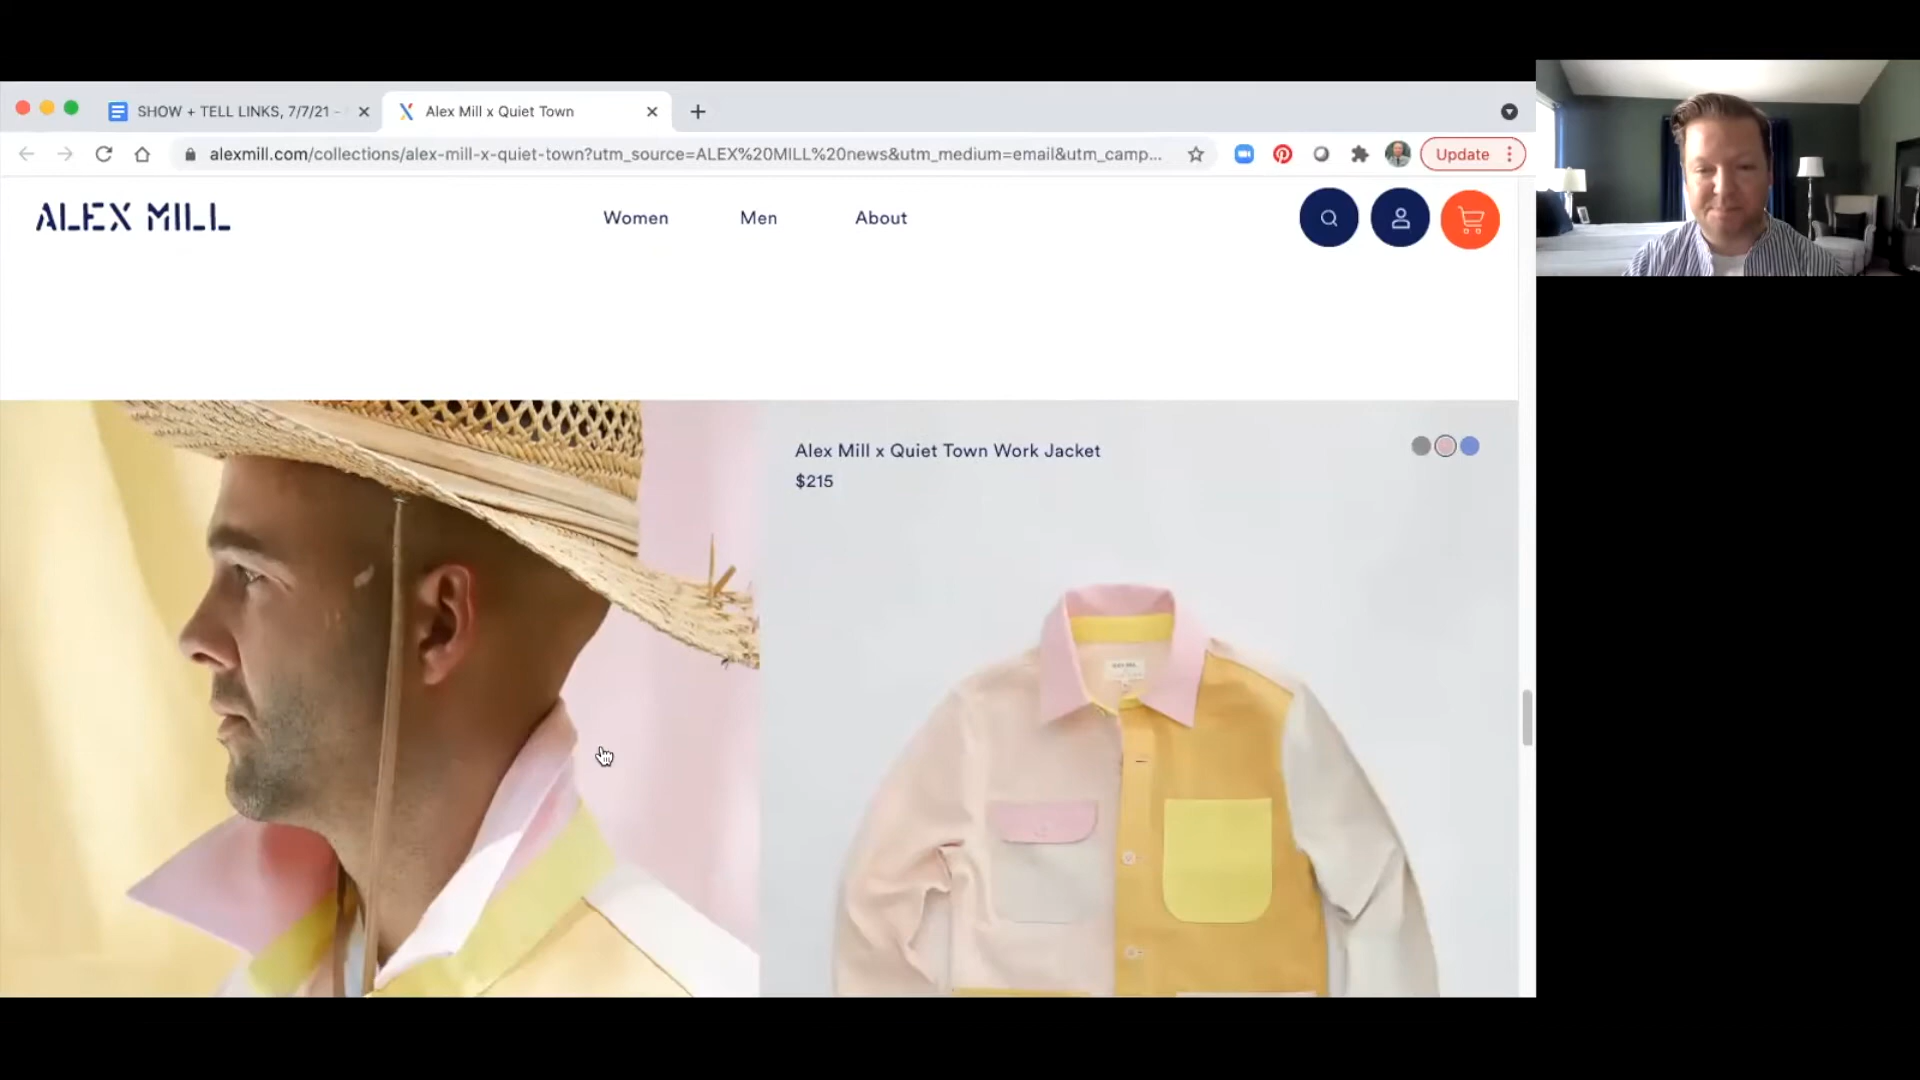 SHOW + TELL LINKS, 7/7/21 -
Alex Mill x Quiet Town
alexmill.com/collections/alex-mill-x-quiet-town?utm_source=ALEX%20MILL%20news&utm_medium=email&utm_camp...
Update
ALEX MILL
Women
Men
About
Alex Mill x Quiet Town Work Jacket
$215